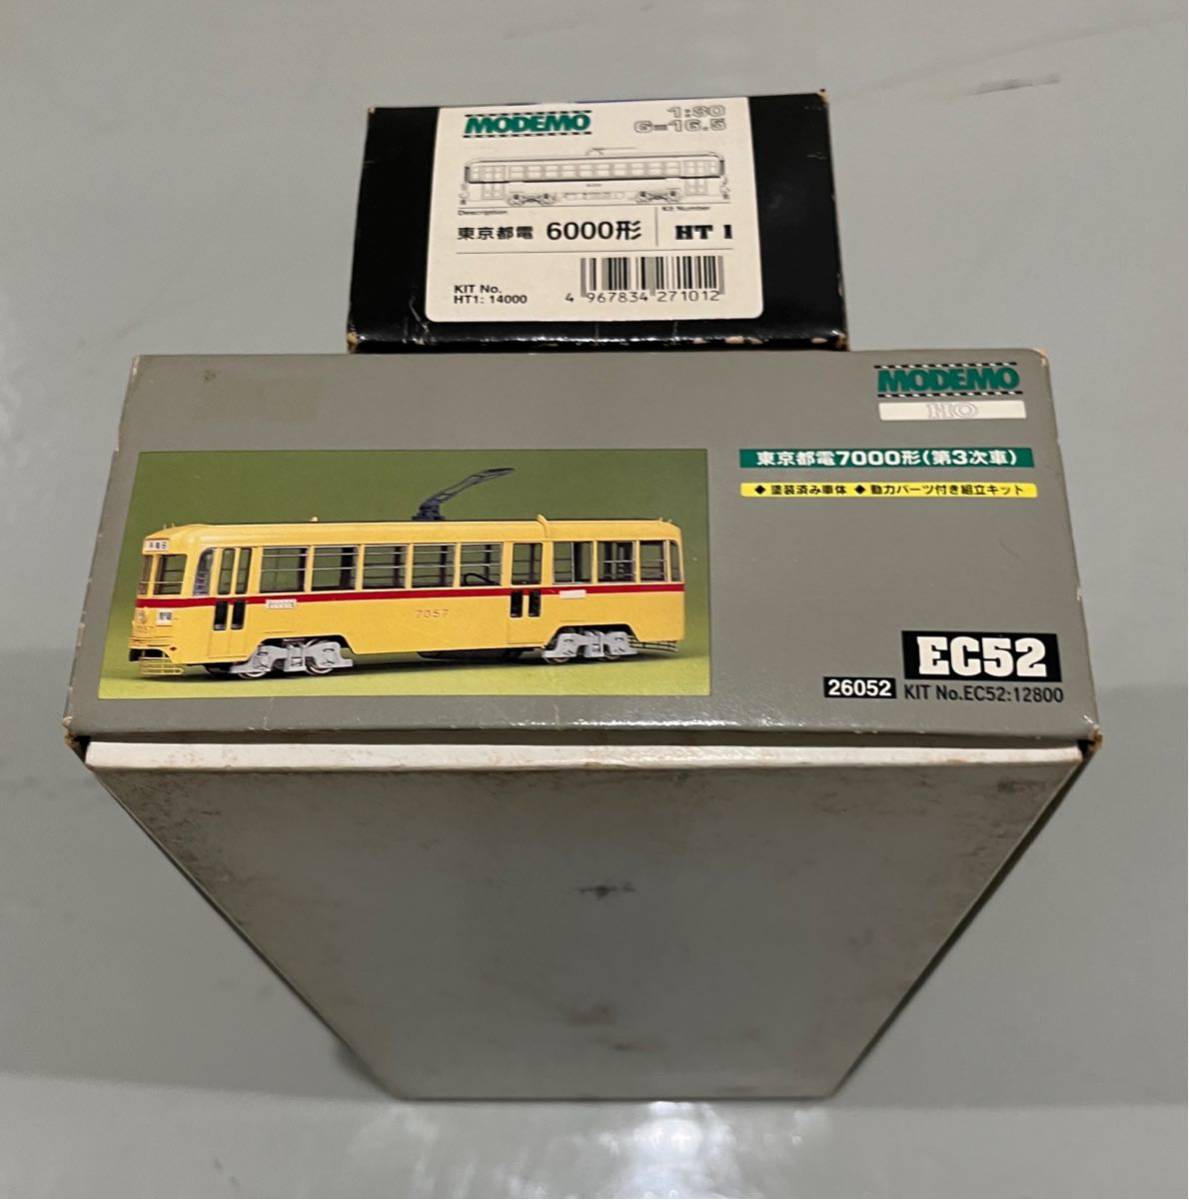 MODEMO
1:80
G=16.5
Description
Kit Number
東京都電 6000形
HT 1
KIT No.
HT1: 14000
4 967834 271012
MODEMO
HO
東京都電7000形(第3次車)
◆ 塗装済み車体 ◆ 動力パーツ付き組立キット
7057
EC52
26052
KIT No.EC52:12800